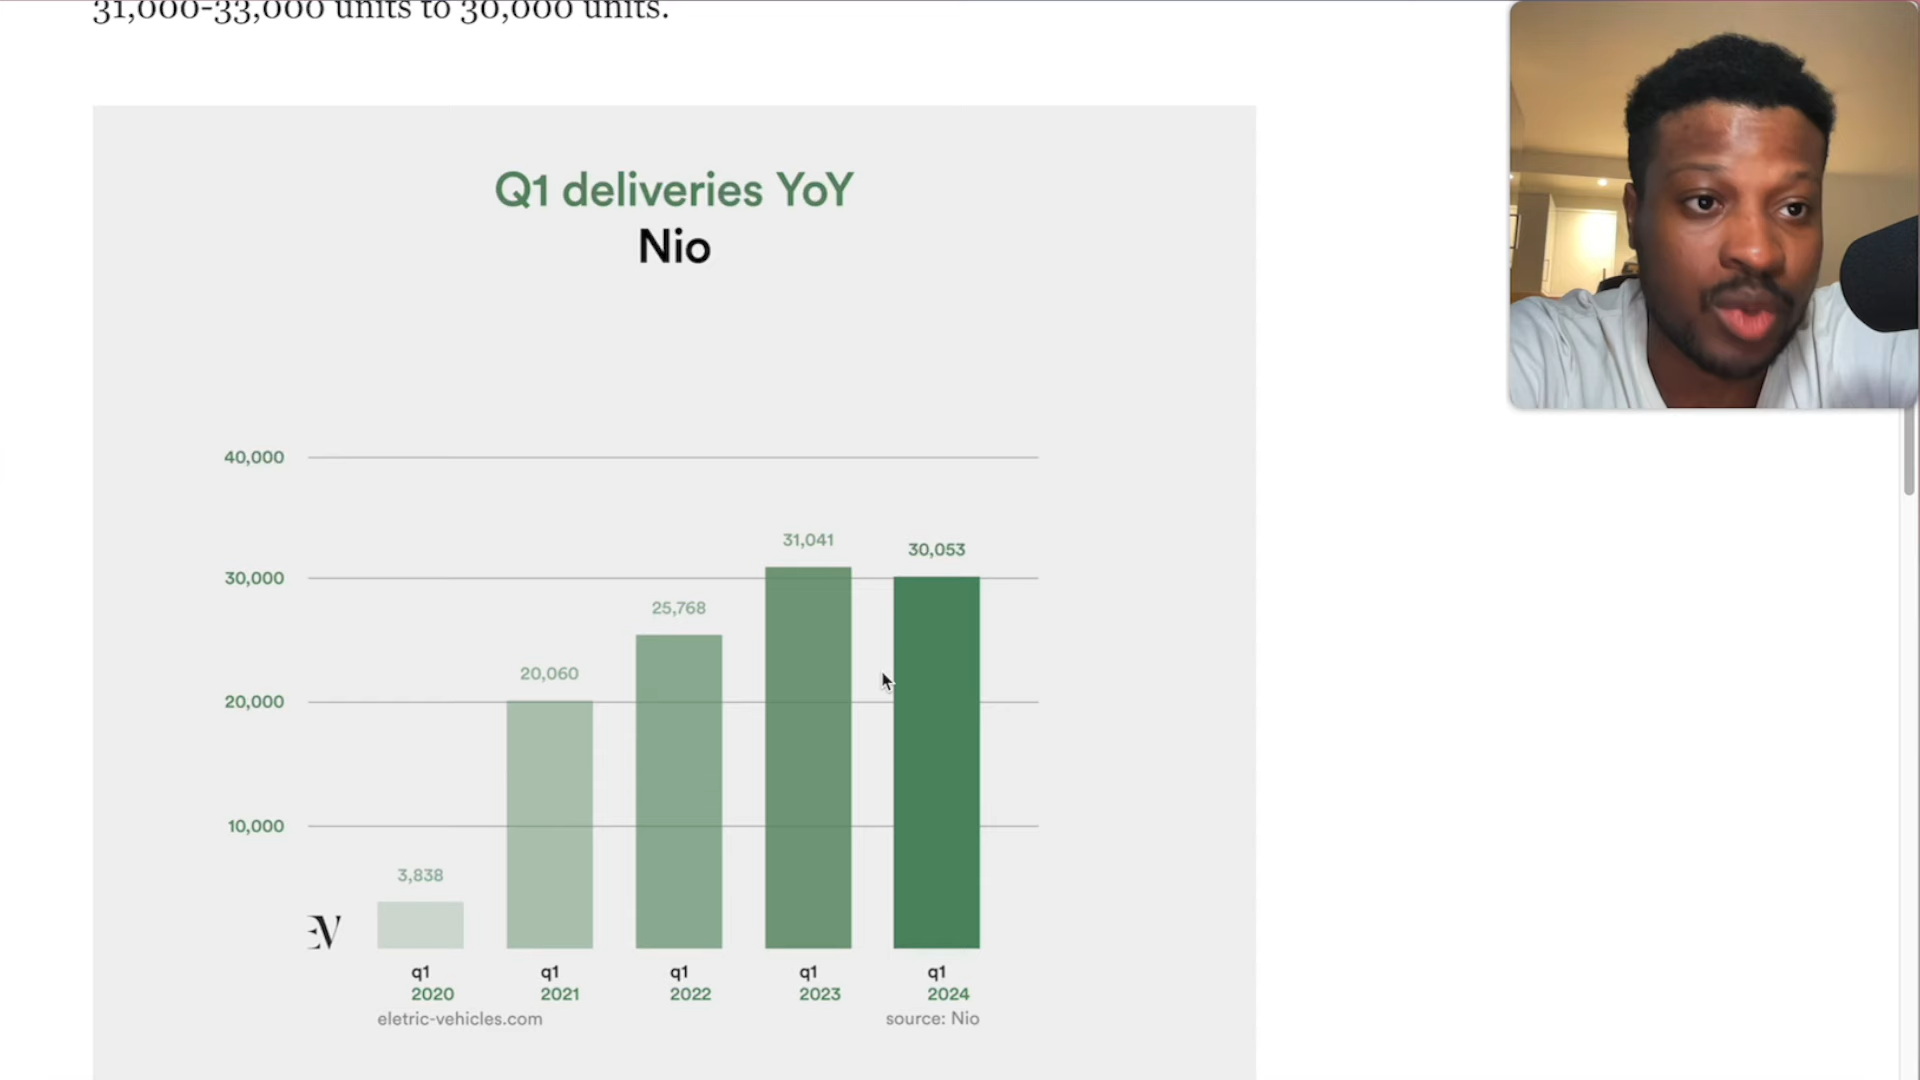 31,000-33,000 units to 30,000 units.
Q1 deliveries YoY
Nio
40,000
30,000
20,000
10,000
3,838
20,060
25,768
31,041
30,053
EV
q1
2020
q1
2021
q1
2022
q1
2023
q1
2024
eletric-vehicles.com
source: Nio